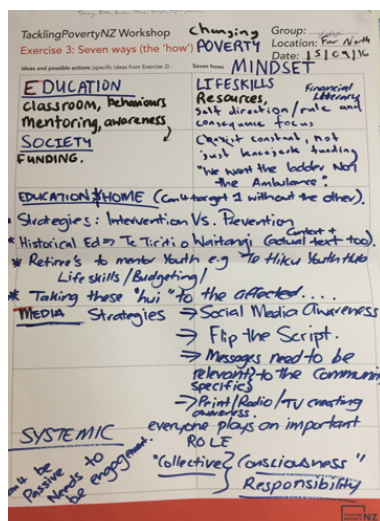 TacklingPovertyNZ Workshop
Changing
Group:
Exercise 3: Seven ways (the 'how')
POVERTY
Location: Far North
Date: 15/09/16
Ideas and possible actions (specific ideas from Exercise 2)
Seven hows
MINDSET
EDUCATION
classroom, behaviours
Mentoring, awareness
SOCIETY
FUNDING.
LIFESKILLS
Financial
Literacy
Resources,
self direction/rule and
consequence focus
constant, not
just kneejerk funding
"We want the ladder NOT
the Ambulance".
EDUCATION HOME (Can't target 1 without the other).
• Strategies: Intervention Vs. Prevention
* Historical Ed → Te Tiriti o Waitangi (Context +
actual text too).
* Retiree's to mentor Youth e.g Te Hiku Youth Hub
Life skills/Budgeting/
* Taking these "hui" to the affected....
MEDIA Strategies → Social Media Awareness
→ Flip the Script.
→ Messages need to be
relevant to the
specifics
→ Print/Radio/TV creating
awareness.
everyone plays an important
ROLE
SYSTEMIC
can't be
Passive
Needs to
be engagement.
"Collective Consciousness"
Responsibility
TACKLING
POVERTY NZ